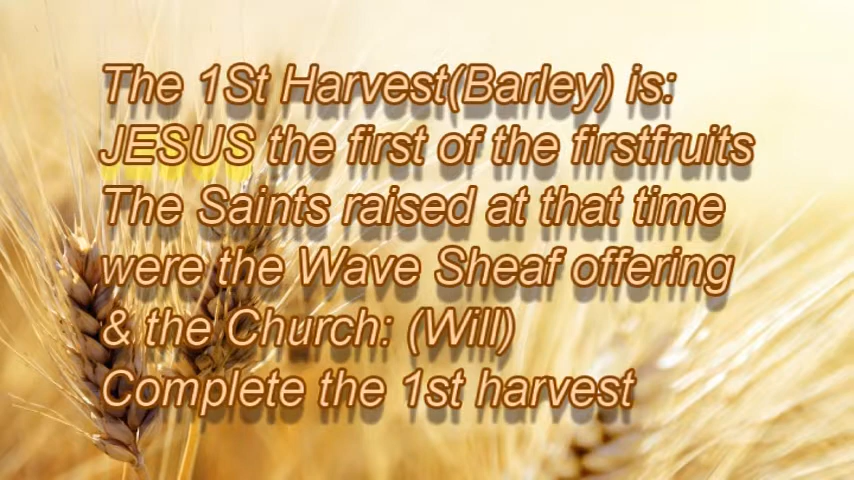 The 1St Harvest(Barley) is:
JESUS the first of the firstfruits
The Saints raised at that time
were the Wave Sheaf offering
& the Church: (Will)
Complete the 1st harvest